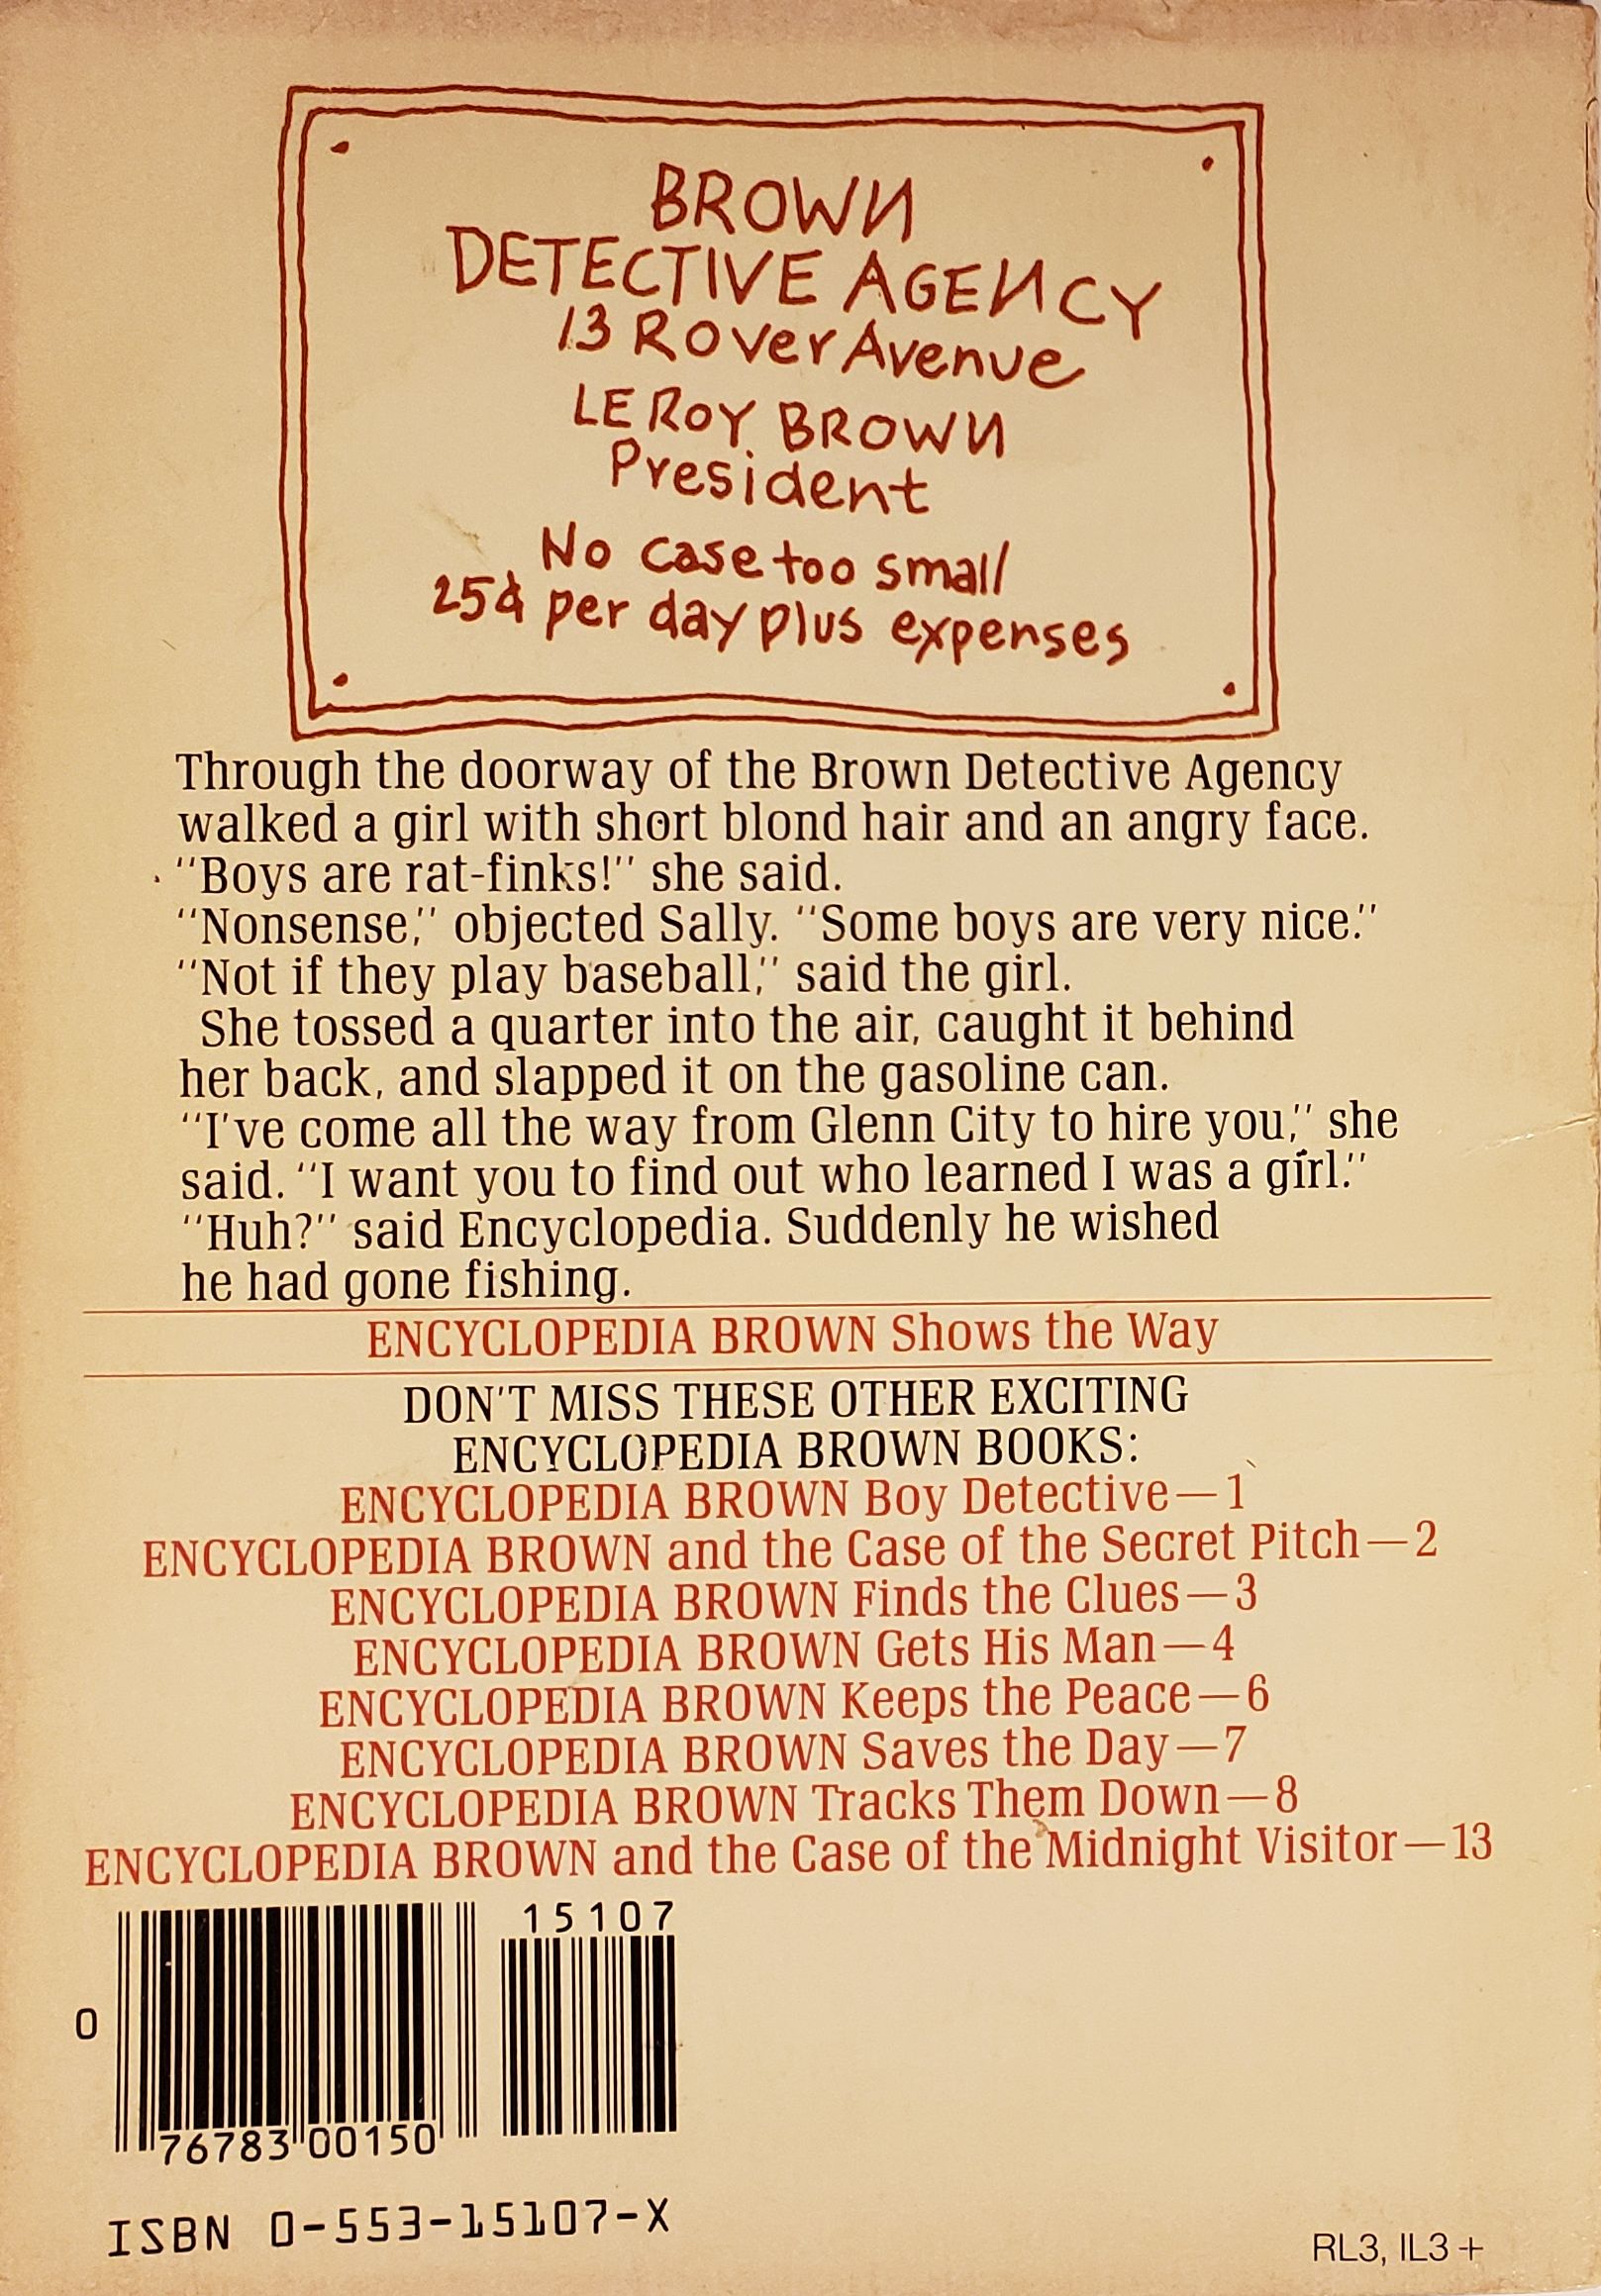 BROWN
DETECTIVE AGENCY
13 Rover Avenue
LEROY BROWN
President
No case too small
25¢ per day plus expenses
Through the doorway of the Brown Detective Agency
walked a girl with short blond hair and an angry face.
"Boys are rat-finks!" she said.
"Nonsense," objected Sally. "Some boys are very nice."
"Not if they play baseball," said the girl.
She tossed a quarter into the air, caught it behind
her back, and slapped it on the gasoline can.
"I've come all the way from Glenn City to hire you," she
said. "I want you to find out who learned I was a girl."
"Huh?" said Encyclopedia. Suddenly he wished
he had gone fishing.
ENCYCLOPEDIA BROWN Shows the Way
DON'T MISS THESE OTHER EXCITING
ENCYCLOPEDIA BROWN BOOKS:
ENCYCLOPEDIA BROWN Boy Detective—1
ENCYCLOPEDIA BROWN and the Case of the Secret Pitch—2
ENCYCLOPEDIA BROWN Finds the Clues—3
ENCYCLOPEDIA BROWN Gets His Man—4
ENCYCLOPEDIA BROWN Keeps the Peace—6
ENCYCLOPEDIA BROWN Saves the Day—7
ENCYCLOPEDIA BROWN Tracks Them Down—8
ENCYCLOPEDIA BROWN and the Case of the Midnight Visitor—13
15107
0
76783 00150
ISBN 0-553-15107-X
RL3, IL3+